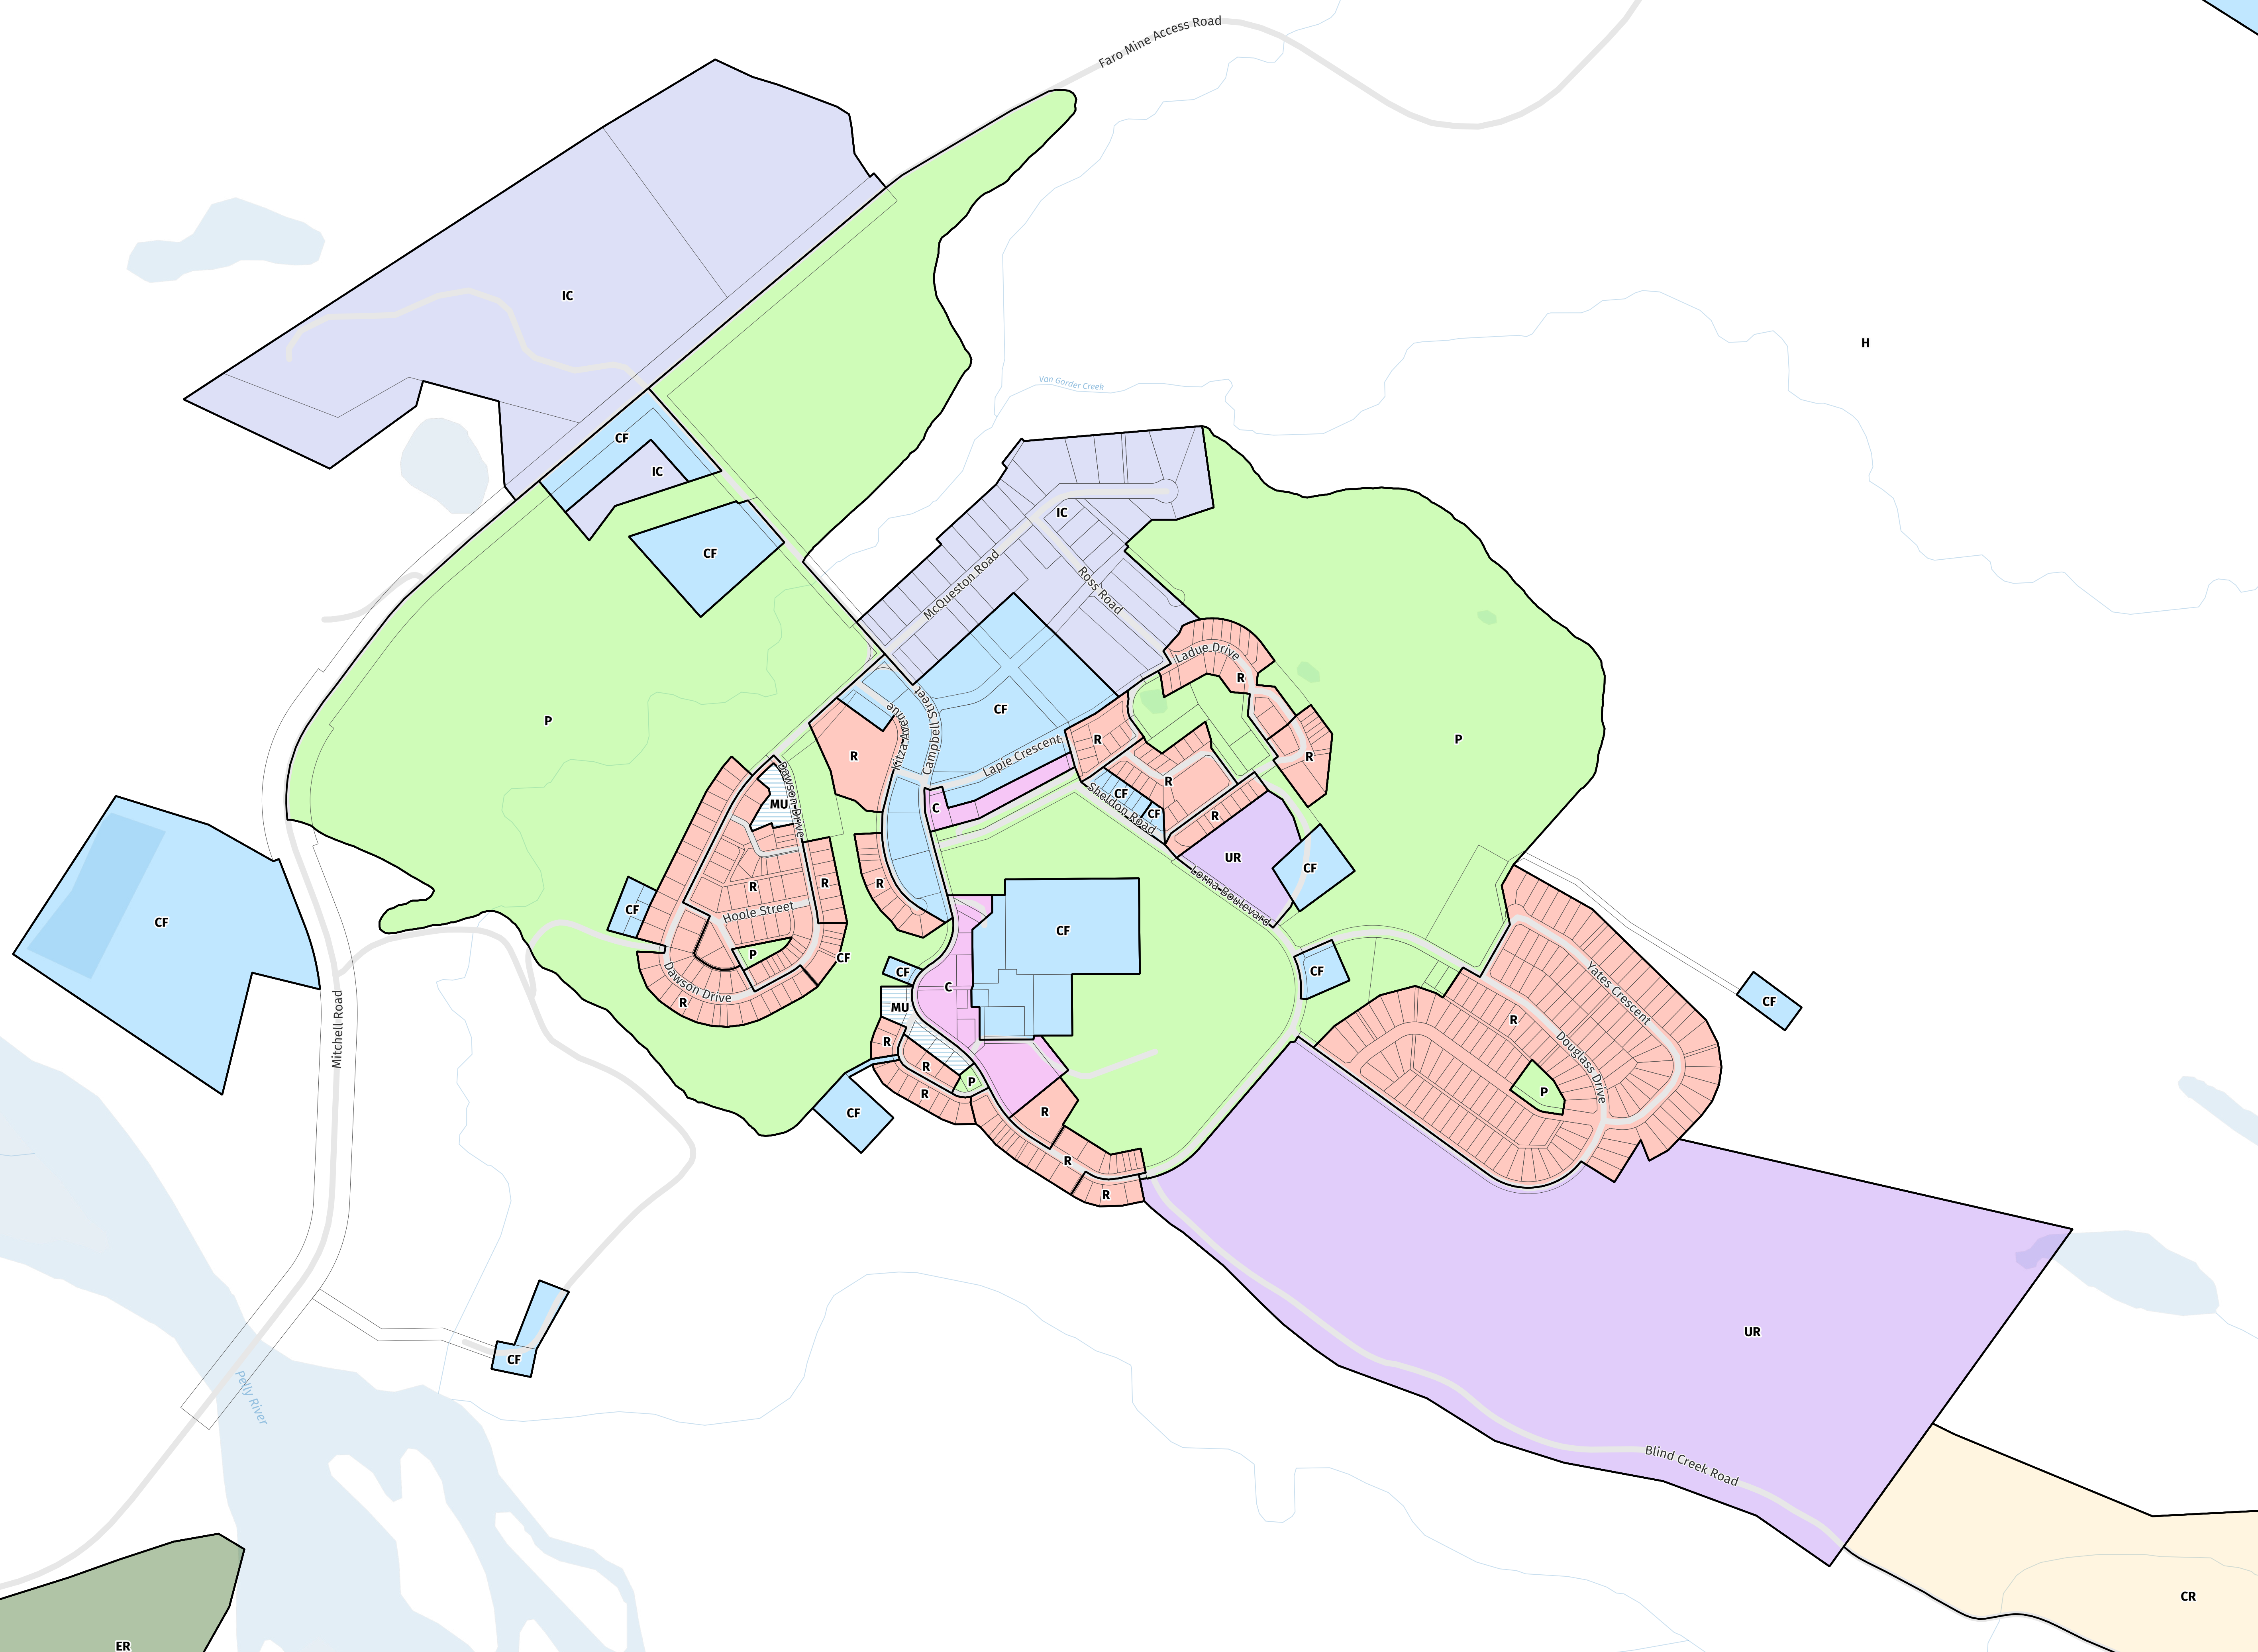 Faro Mine Access Road
IC
H
Van Gorder Creek
CF
IC
IC
CF
McQueston Road
Ross Road
Ladue Drive
R
CF
Campbell Street
Kitza Avenue
P
P
R
R
Lapie Crescent
R
R
Dawson Drive
MU
C
CF
CF
Sheldon Road
R
UR
CF
Lorna Boulevard
R
R
R
CF
Hoole Street
CF
CF
P
CF
CF
CF
Dawson Drive
R
C
MU
CF
Yates Crescent
R
Douglass Drive
Mitchell Road
R
R
P
R
P
CF
R
R
R
UR
CF
Pelly River
Blind Creek Road
CR
ER